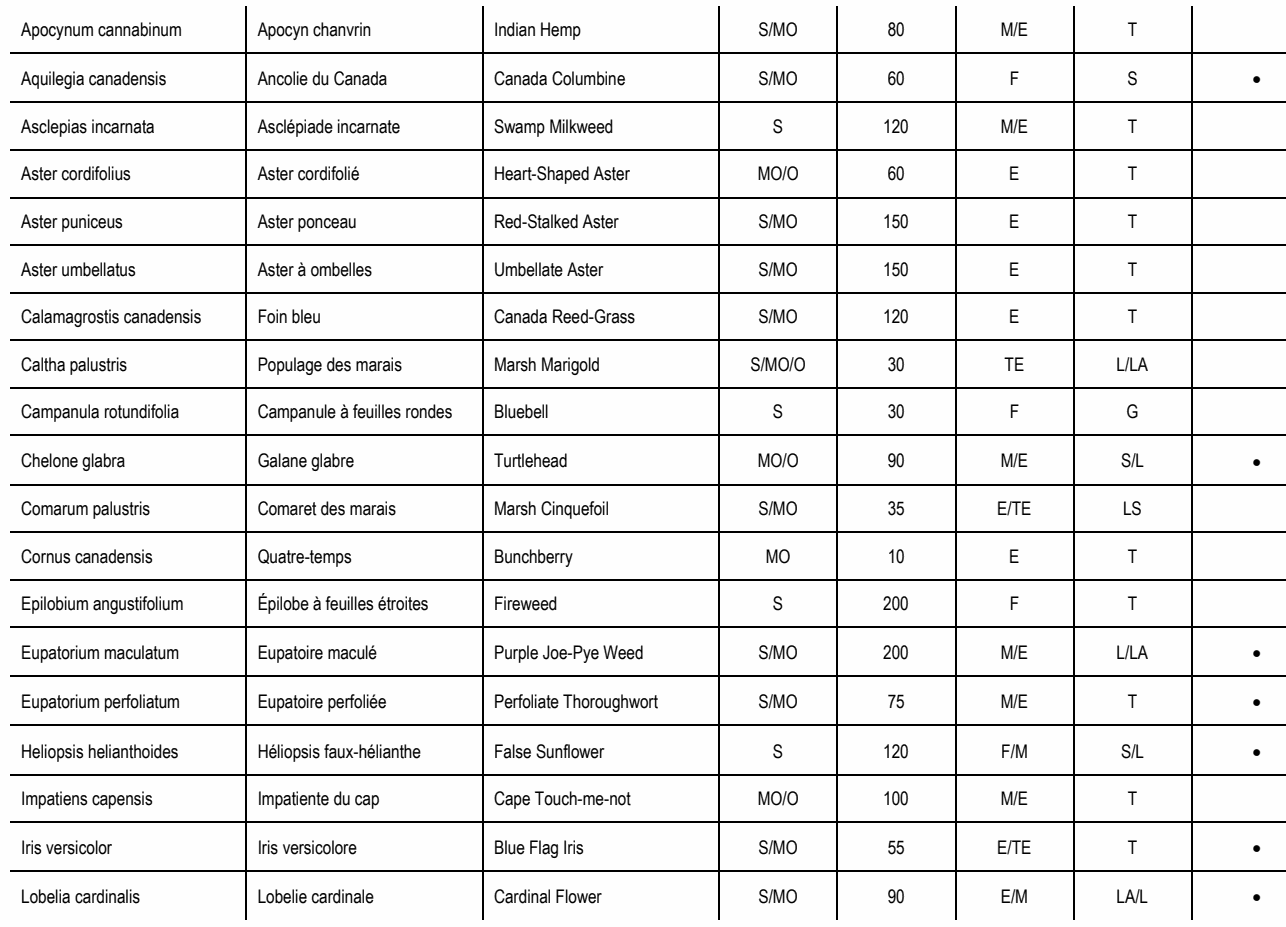 Apocynum cannabinum Apocyn chanvrin Indian Hemp S/MO 80 M/E T
Aquilegia canadensis Ancolie du Canada Canada Columbine S/MO 60 F S •
Asclepias incarnata Asclépiade incarnate Swamp Milkweed S 120 M/E T
Aster cordifolius Aster cordifolié Heart-Shaped Aster MO/O 60 E T
Aster puniceus Aster ponceau Red-Stalked Aster S/MO 150 E T
Aster umbellatus Aster à ombelles Umbellate Aster S/MO 150 E T
Calamagrostis canadensis Foin bleu Canada Reed-Grass S/MO 120 E T
Caltha palustris Populage des marais Marsh Marigold S/MO/O 30 TE L/LA
Campanula rotundifolia Campanule à feuilles rondes Bluebell S 30 F G
Chelone glabra Galane glabre Turtlehead MO/O 90 M/E S/L •
Comarum palustris Comaret des marais Marsh Cinquefoil S/MO 35 E/TE LS
Cornus canadensis Quatre-temps Bunchberry MO 10 E T
Epilobium angustifolium Épilobe à feuilles étroites Fireweed S 200 F T
Eupatorium maculatum Eupatoire maculé Purple Joe-Pye Weed S/MO 200 M/E L/LA •
Eupatorium perfoliatum Eupatoire perfoliée Perfoliate Thoroughwort S/MO 75 M/E T •
Heliopsis helianthoides Héliopsis faux-hélianthe False Sunflower S 120 F/M S/L •
Impatiens capensis Impatiente du cap Cape Touch-me-not MO/O 100 M/E T
Iris versicolor Iris versicolore Blue Flag Iris S/MO 55 E/TE T •
Lobelia cardinalis Lobelie cardinale Cardinal Flower S/MO 90 E/M LA/L •